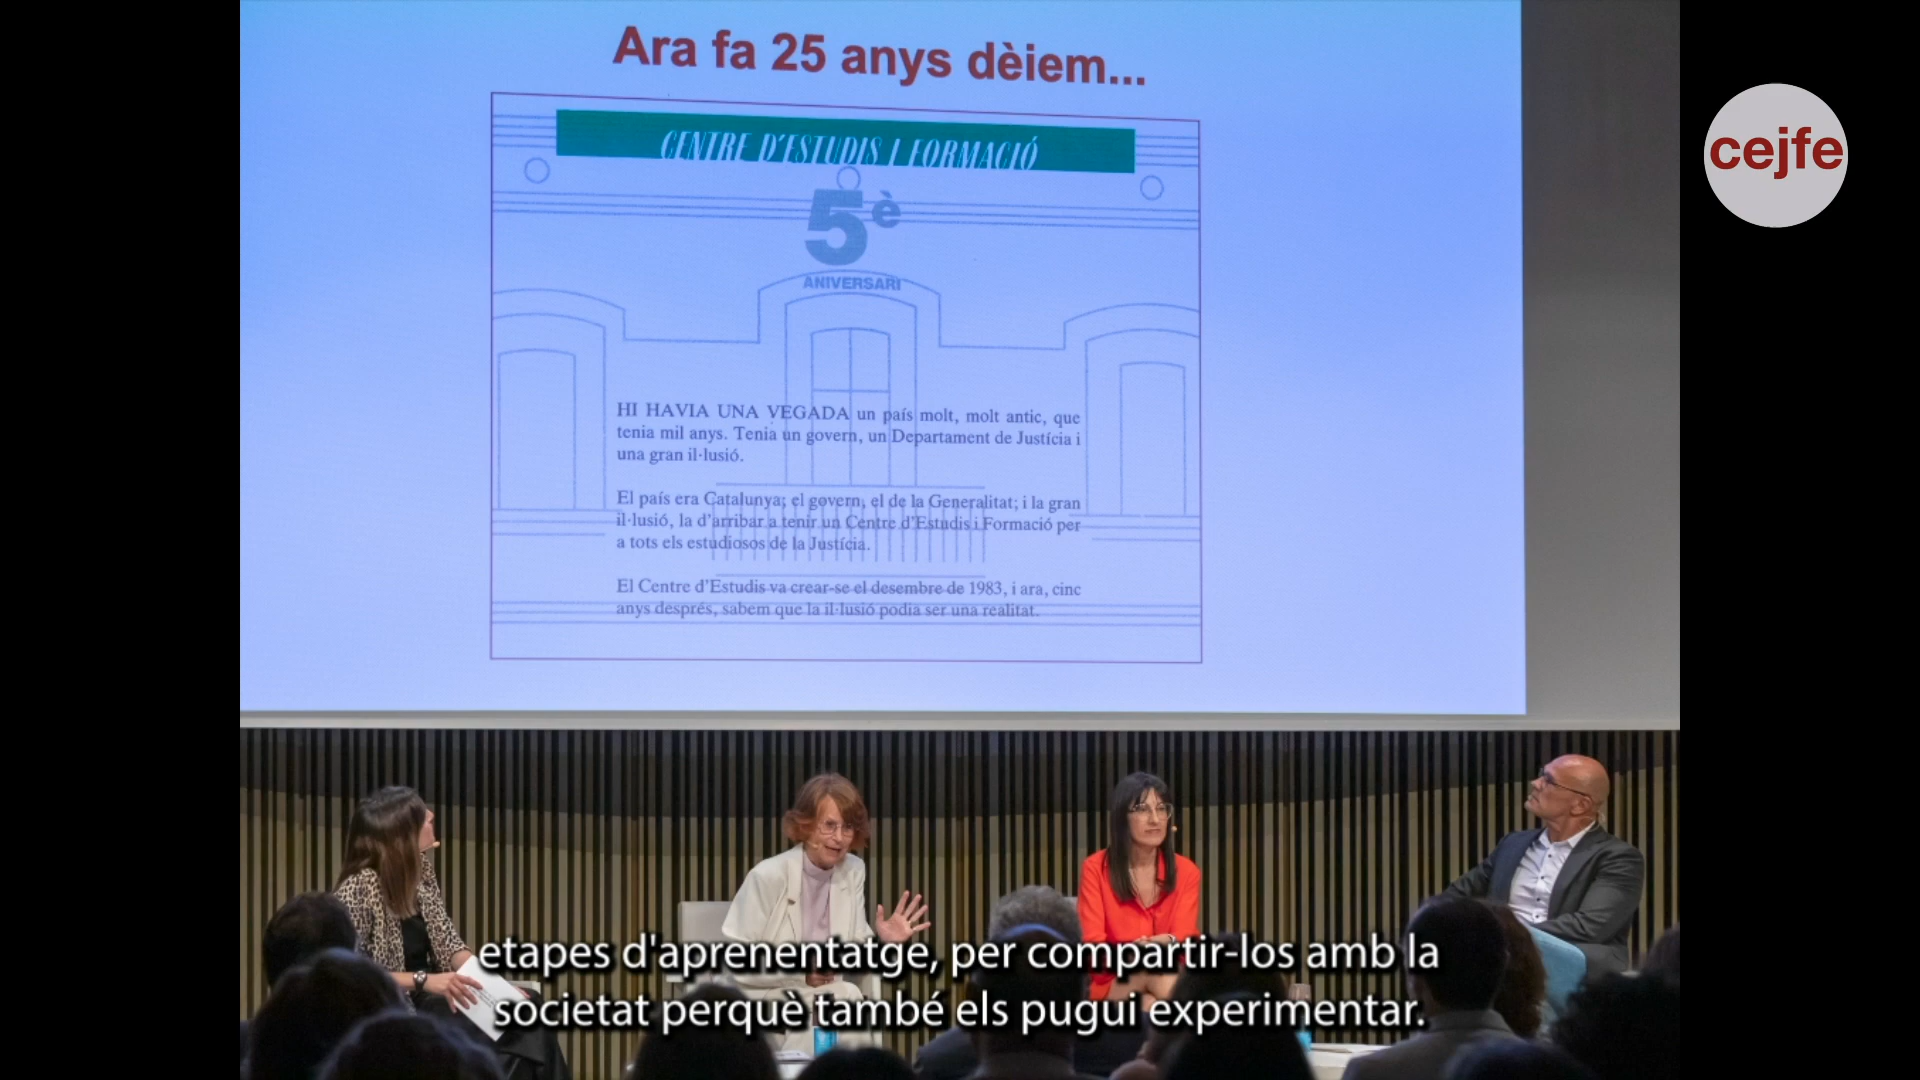 Ara fa 25 anys dèiem...
cejfe
CENTRE D'ESTUDIS I FORMACIÓ
5è
ANIVERSARI
HI HAVIA UNA VEGADA un país molt, molt antic, que
tenia mil anys. Tenia un govern, un Departament de Justícia i
una gran il·lusió.
El país era Catalunya; el govern, el de la Generalitat; i la gran
il·lusió, la d'arribar a tenir un Centre d'Estudis i Formació per
a tots els estudiosos de la Justícia.
El Centre d'Estudis va crear-se el desembre de 1983, i ara, cinc
anys després, sabem que la il·lusió podia ser una realitat.
etapes d'aprenentatge, per compartir-los amb la
societat perquè també els pugui experimentar.